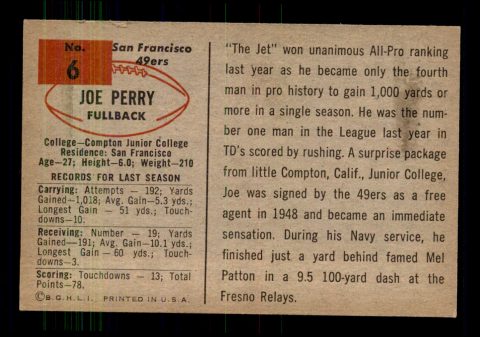 No.
6
San Francisco
49ers
JOE PERRY
FULLBACK
College—Compton Junior College
Residence: San Francisco
Age–27; Height–6.0; Weight–210
RECORDS FOR LAST SEASON
Carrying: Attempts — 192; Yards
Gained–1,018; Avg. Gain–5.3 yds.;
Longest Gain — 51 yds.; Touch-
downs–10.
Receiving: Number — 19; Yards
Gained—191; Avg. Gain–10.1 yds.;
Longest Gain — 60 yds.; Touch-
downs–3.
Scoring: Touchdowns — 13; Total
Points–78.
© B.G.H.L.I. PRINTED IN U.S.A.
"The Jet" won unanimous All-Pro ranking
last year as he became only the fourth
man in pro history to gain 1,000 yards or
more in a single season. He was the num-
ber one man in the League last year in
TD's scored by rushing. A surprise package
from little Compton, Calif., Junior College,
Joe was signed by the 49ers as a free
agent in 1948 and became an immediate
sensation. During his Navy service, he
finished just a yard behind famed Mel
Patton in a 9.5 100-yard dash at the
Fresno Relays.